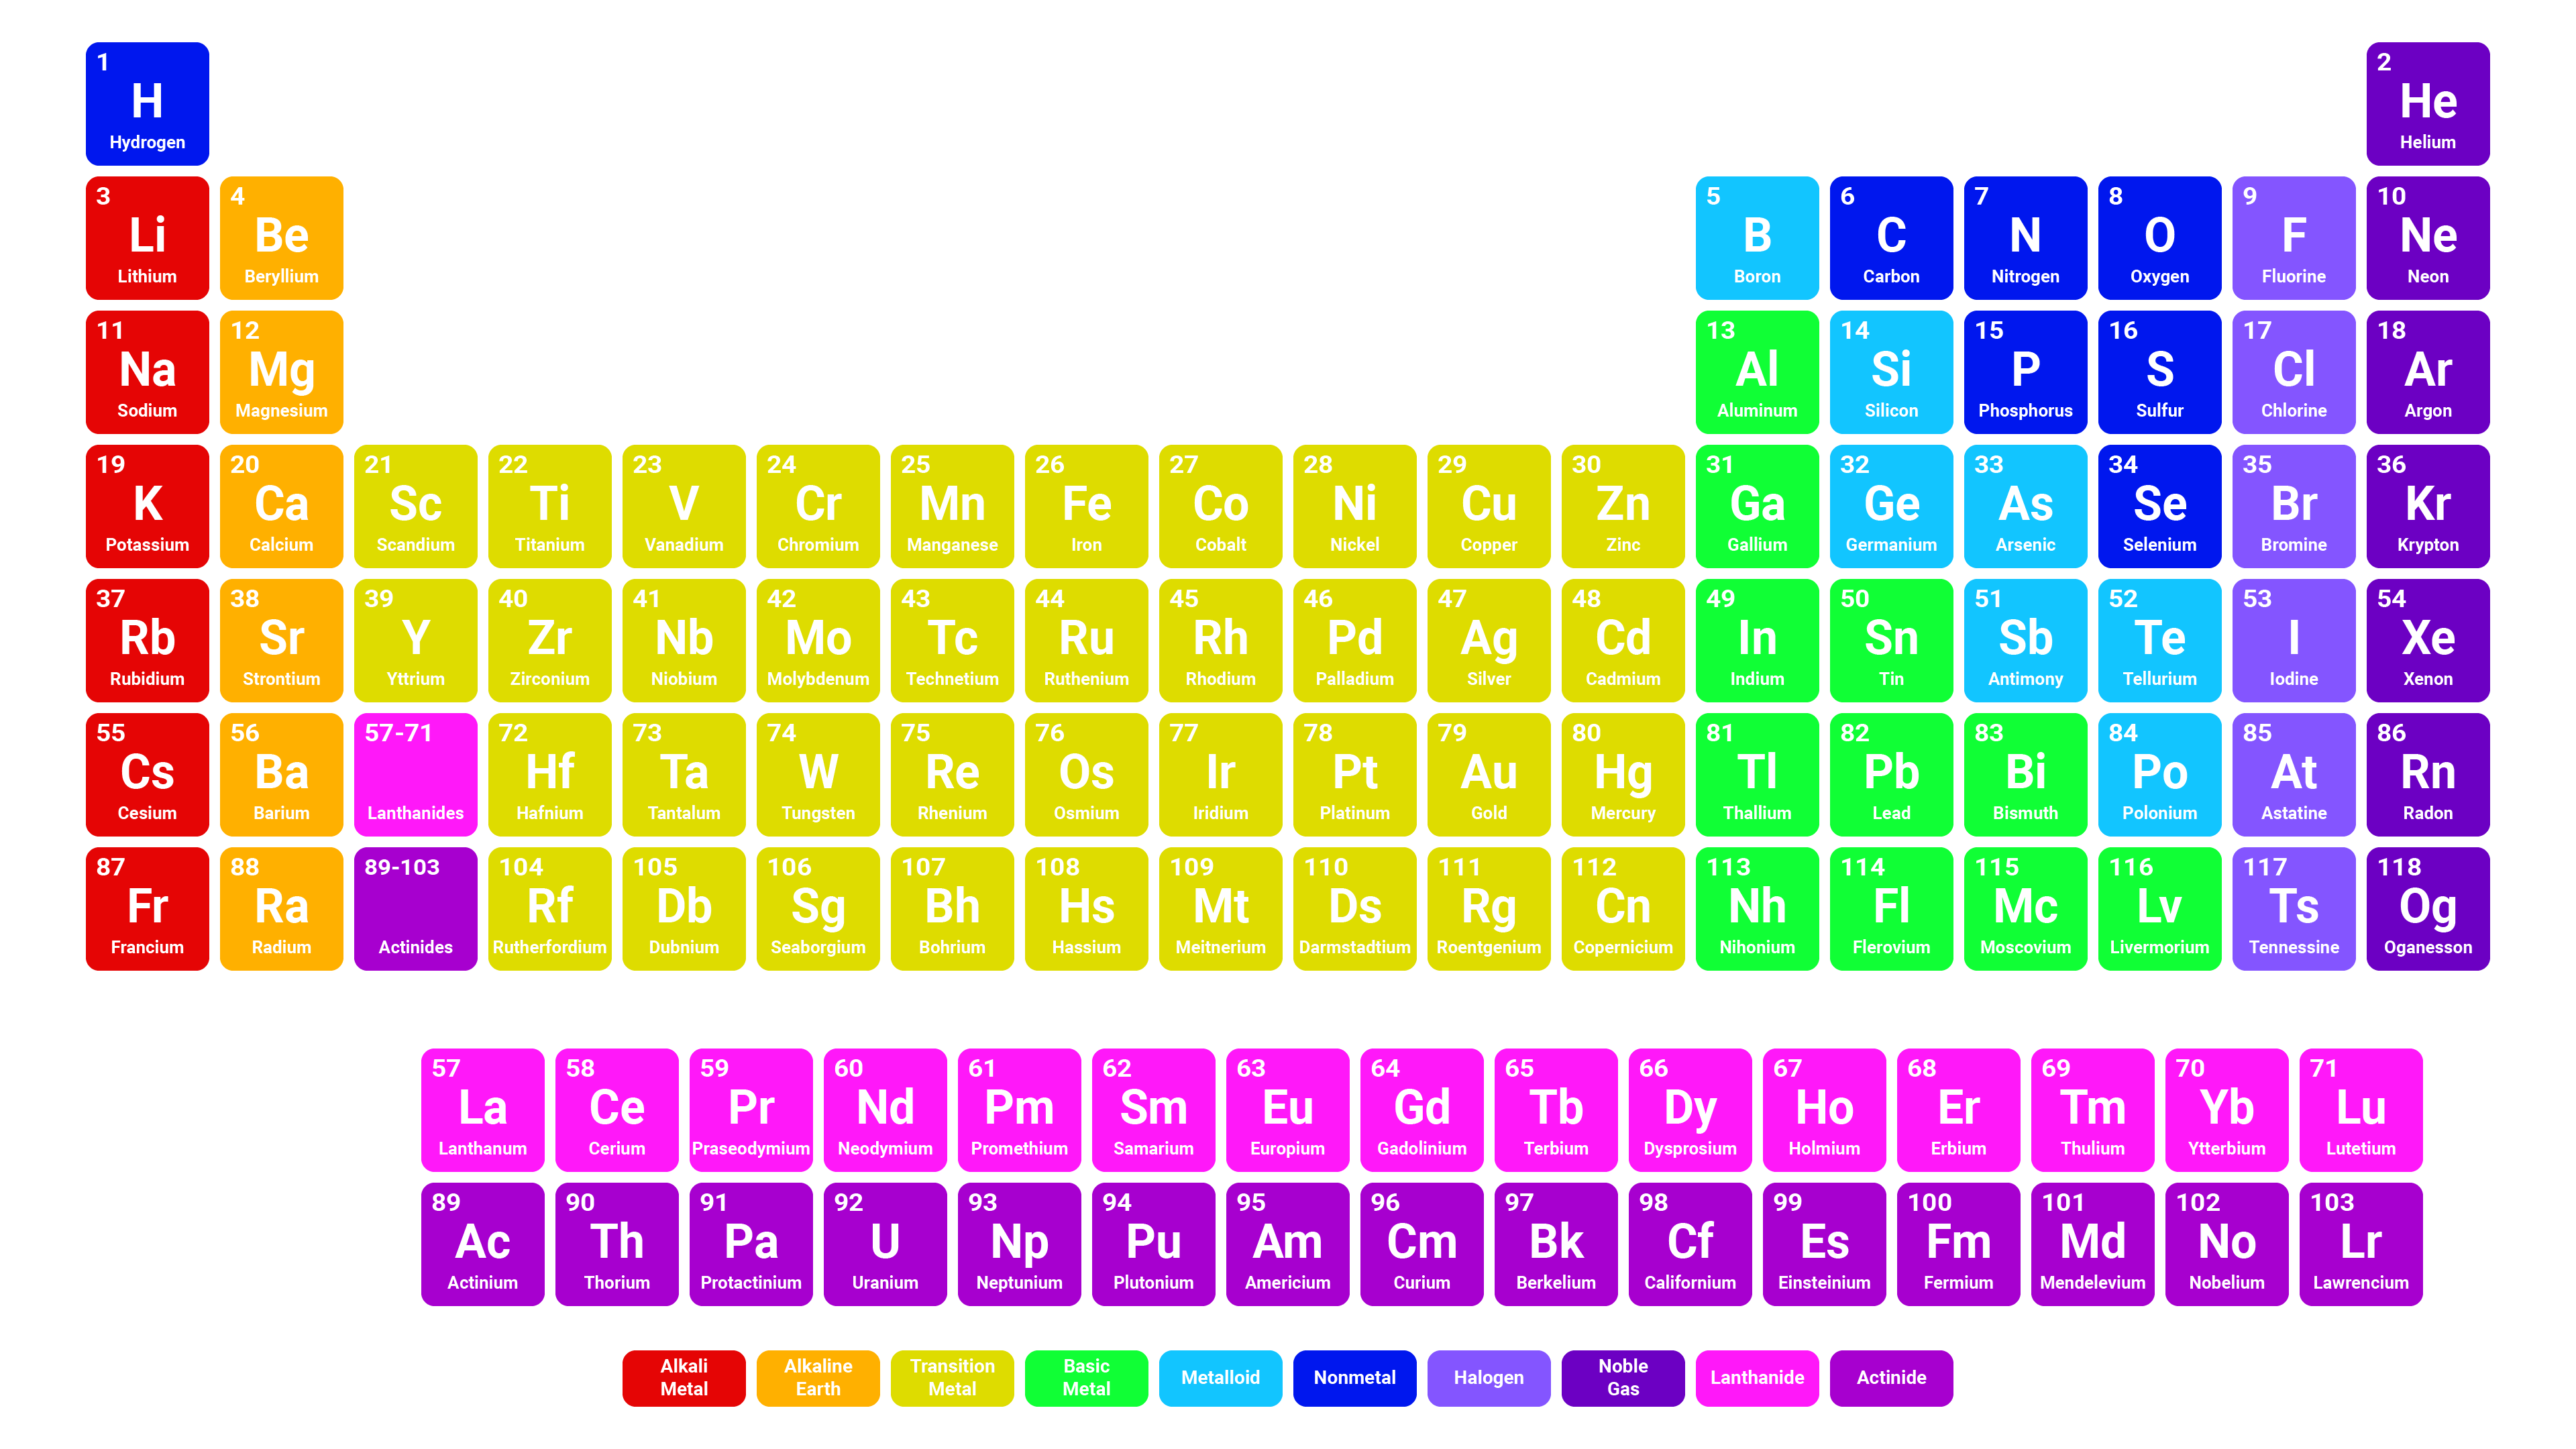 1
H
Hydrogen
2
He
Helium
3
Li
Lithium
4
Be
Beryllium
5
B
Boron
6
C
Carbon
7
N
Nitrogen
8
O
Oxygen
9
F
Fluorine
10
Ne
Neon
11
Na
Sodium
12
Mg
Magnesium
13
Al
Aluminum
14
Si
Silicon
15
P
Phosphorus
16
S
Sulfur
17
Cl
Chlorine
18
Ar
Argon
19
K
Potassium
20
Ca
Calcium
21
Sc
Scandium
22
Ti
Titanium
23
V
Vanadium
24
Cr
Chromium
25
Mn
Manganese
26
Fe
Iron
27
Co
Cobalt
28
Ni
Nickel
29
Cu
Copper
30
Zn
Zinc
31
Ga
Gallium
32
Ge
Germanium
33
As
Arsenic
34
Se
Selenium
35
Br
Bromine
36
Kr
Krypton
37
Rb
Rubidium
38
Sr
Strontium
39
Y
Yttrium
40
Zr
Zirconium
41
Nb
Niobium
42
Mo
Molybdenum
43
Tc
Technetium
44
Ru
Ruthenium
45
Rh
Rhodium
46
Pd
Palladium
47
Ag
Silver
48
Cd
Cadmium
49
In
Indium
50
Sn
Tin
51
Sb
Antimony
52
Te
Tellurium
53
I
Iodine
54
Xe
Xenon
55
Cs
Cesium
56
Ba
Barium
57-71
Lanthanides
72
Hf
Hafnium
73
Ta
Tantalum
74
W
Tungsten
75
Re
Rhenium
76
Os
Osmium
77
Ir
Iridium
78
Pt
Platinum
79
Au
Gold
80
Hg
Mercury
81
Tl
Thallium
82
Pb
Lead
83
Bi
Bismuth
84
Po
Polonium
85
At
Astatine
86
Rn
Radon
87
Fr
Francium
88
Ra
Radium
89-103
Actinides
104
Rf
Rutherfordium
105
Db
Dubnium
106
Sg
Seaborgium
107
Bh
Bohrium
108
Hs
Hassium
109
Mt
Meitnerium
110
Ds
Darmstadtium
111
Rg
Roentgenium
112
Cn
Copernicium
113
Nh
Nihonium
114
Fl
Flerovium
115
Mc
Moscovium
116
Lv
Livermorium
117
Ts
Tennessine
118
Og
Oganesson
57
La
Lanthanum
58
Ce
Cerium
59
Pr
Praseodymium
60
Nd
Neodymium
61
Pm
Promethium
62
Sm
Samarium
63
Eu
Europium
64
Gd
Gadolinium
65
Tb
Terbium
66
Dy
Dysprosium
67
Ho
Holmium
68
Er
Erbium
69
Tm
Thulium
70
Yb
Ytterbium
71
Lu
Lutetium
89
Ac
Actinium
90
Th
Thorium
91
Pa
Protactinium
92
U
Uranium
93
Np
Neptunium
94
Pu
Plutonium
95
Am
Americium
96
Cm
Curium
97
Bk
Berkelium
98
Cf
Californium
99
Es
Einsteinium
100
Fm
Fermium
101
Md
Mendelevium
102
No
Nobelium
103
Lr
Lawrencium
Alkali
Metal
Alkaline
Earth
Transition
Metal
Basic
Metal
Metalloid
Nonmetal
Halogen
Noble
Gas
Lanthanide
Actinide